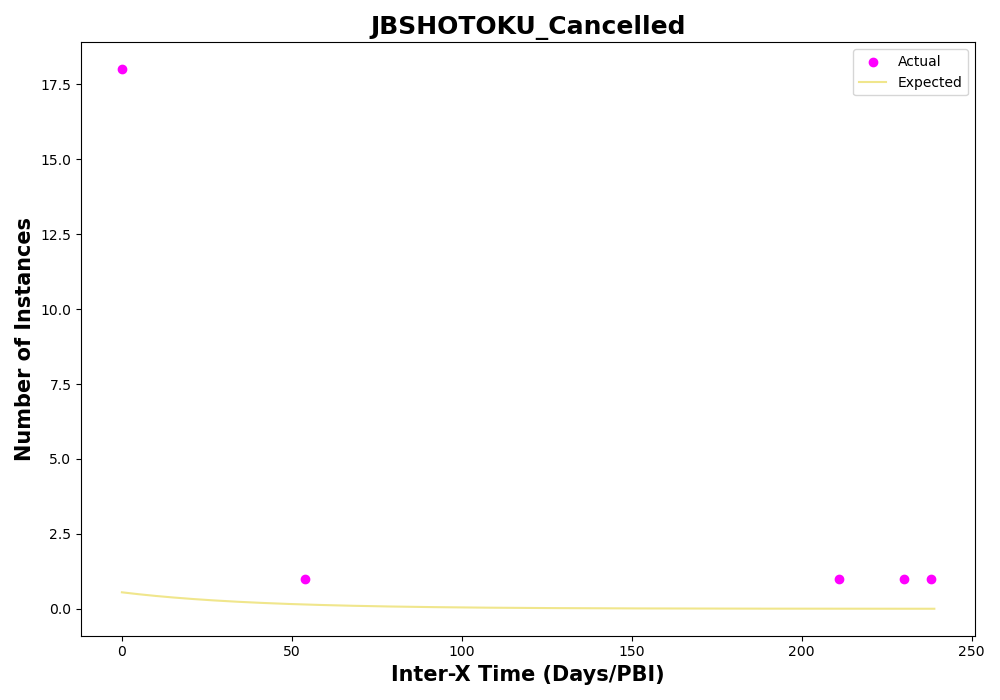 JBSHOTOKU_Cancelled
Actual
Expected
17.5
15.0
12.5
10.0
7.5
5.0
2.5
0.0
Number of Instances
0
50
100
150
200
250
Inter-X Time (Days/PBI)